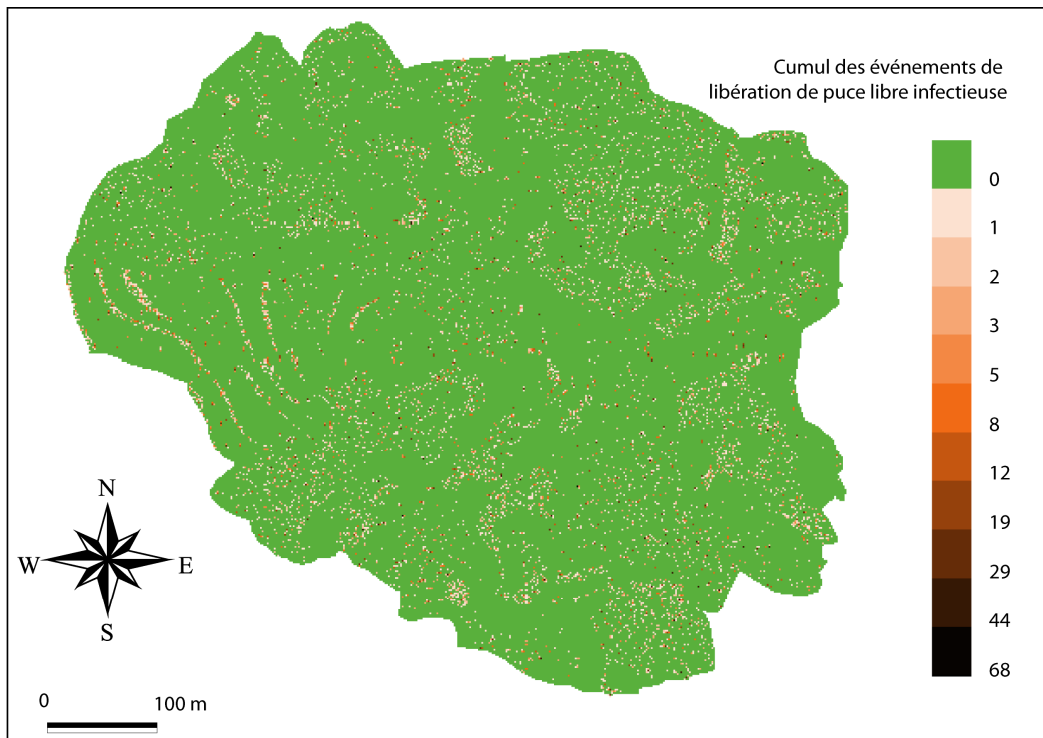 Cumul des événements de
libération de puce libre infectieuse
0
1
2
3
5
8
12
19
29
44
68
N
W E
S
0 100 m